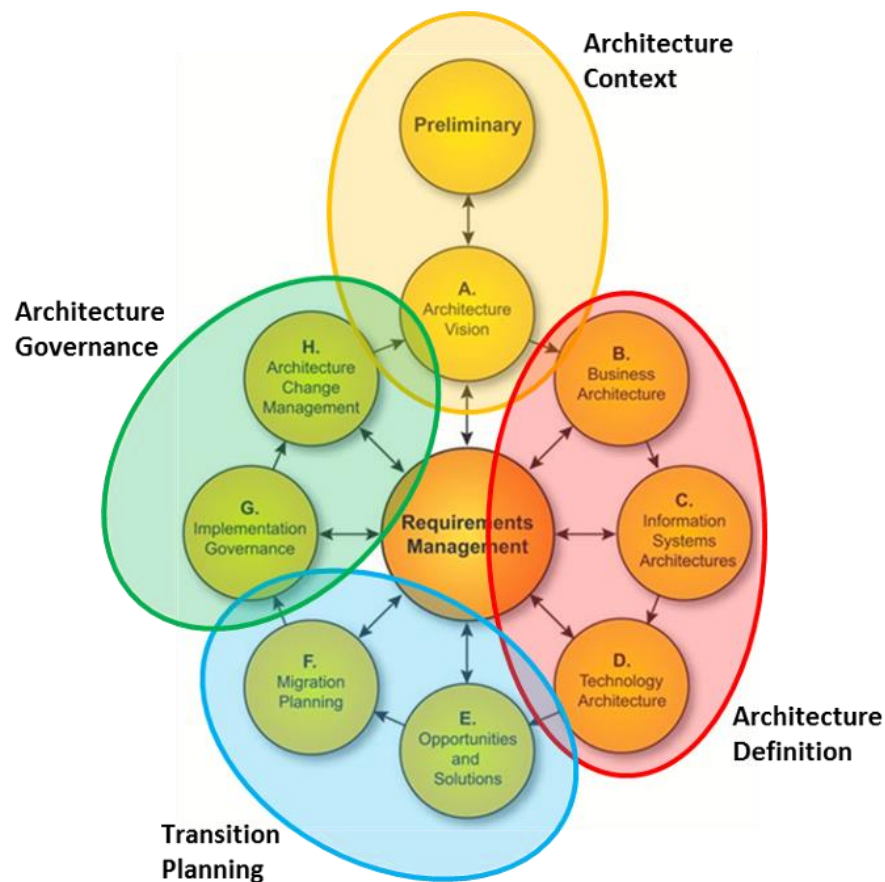 Architecture
Context
Preliminary
A.
Architecture
Vision
Architecture
Governance
H.
Architecture
Change
Management
B.
Business
Architecture
G.
Implementation
Governance
Requirements
Management
C.
Information
Systems
Architectures
F.
Migration
Planning
E.
Opportunities
and
Solutions
D.
Technology
Architecture
Architecture
Definition
Transition
Planning